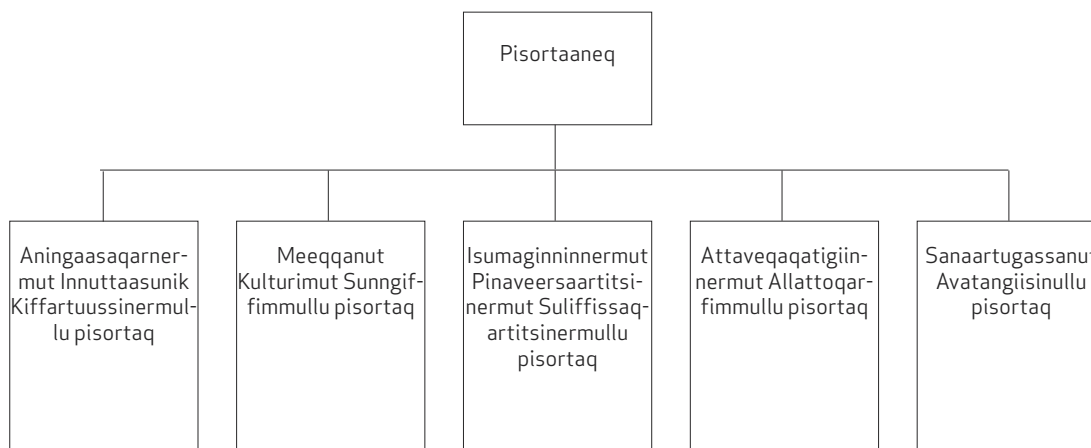 Pisortaaneq
Aningaasaqarner-
mut Innuttaasunik
Kiffartuussinermul-
lu pisortaq
Meeqqanut
Kulturimut Sunngif-
fimmullu pisortaq
Isumaginninnermut
Pinaveersaartitsi-
nermut Suliffissaq-
artitsinermullu
pisortaq
Attaveqaqatigiin-
nermut Allattoqar-
fimmullu pisortaq
Sanaartugassanut
Avatangiisinullu
pisortaq